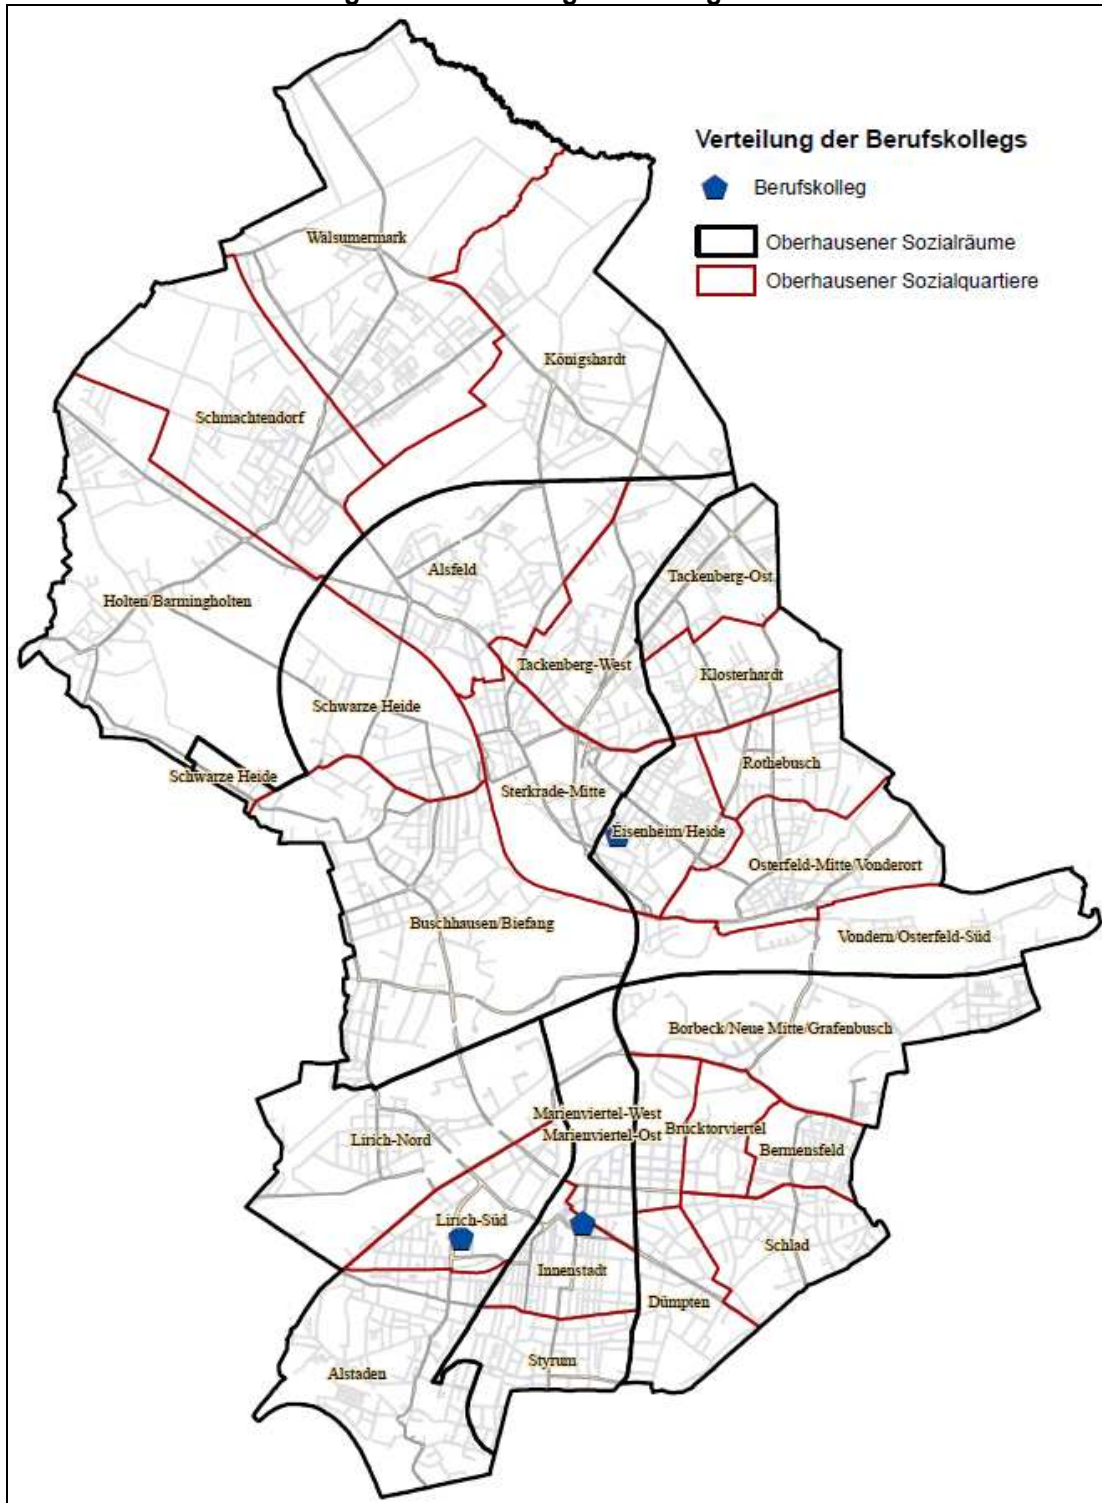 Verteilung der Berufskollegs
Berufskolleg
Oberhausener Sozialräume
Oberhausener Sozialquartiere
Walsumermark
Königshardt
Schmachtendorf
Alsfeld
Tackenberg-Ost
Holten/Barmingholten
Tackenberg-West
Klosterhardt
Schwarze Heide
Rothebusch
Schwarze Heide
Sterkrade-Mitte
Eisenheim/Heide
Osterfeld-Mitte/Vonderort
Buschhausen/Biefang
Vondern/Osterfeld-Süd
Borbeck/Neue Mitte/Grafenbusch
Marienviertel-West
Brücktorviertel
Marienviertel-Ost
Lirich-Nord
Bermensfeld
Lirich-Süd
Schlad
Innenstadt
Dümpten
Styrum
Alstaden